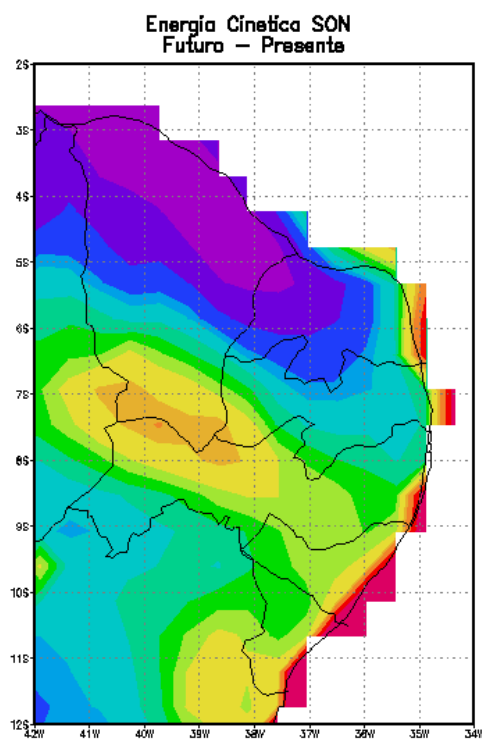 Energia Cinetica SON
Futuro – Presente
2S
3S
4S
5S
6S
7S
8S
9S
10S
11S
12S
42W 41W 40W 39W 38W 37W 36W 35W 34W